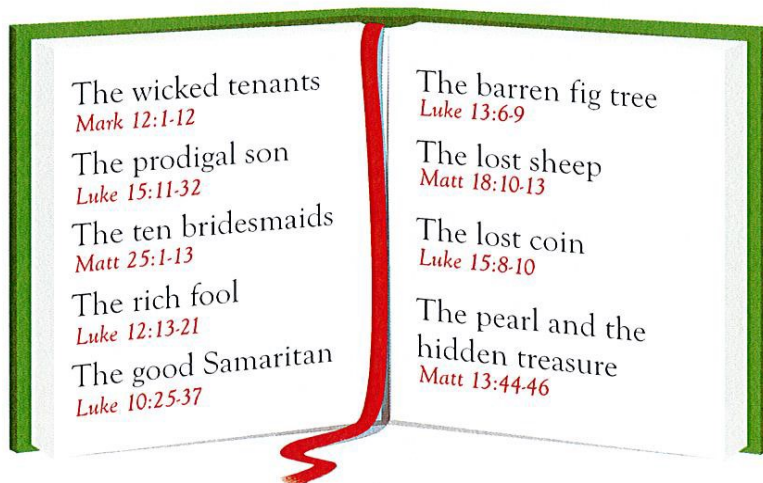 The wicked tenants
Mark 12:1-12
The prodigal son
Luke 15:11-32
The ten bridesmaids
Matt 25:1-13
The rich fool
Luke 12:13-21
The good Samaritan
Luke 10:25-37
The barren fig tree
Luke 13:6-9
The lost sheep
Matt 18:10-13
The lost coin
Luke 15:8-10
The pearl and the
hidden treasure
Matt 13:44-46